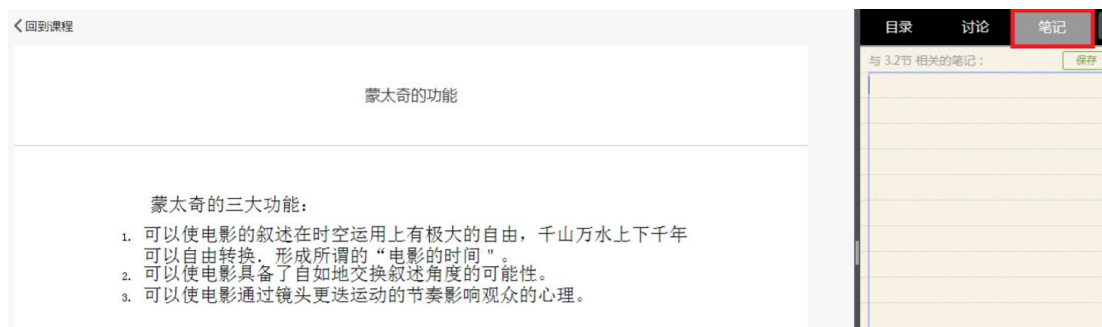 回到课程
目录 讨论 笔记
与 3.2节 相关的笔记：
保存
蒙太奇的功能
蒙太奇的三大功能：
1. 可以使电影的叙述在时空运用上有极大的自由，千山万水上下千年
可以自由转换．形成所谓的“电影的时间＂。
2. 可以使电影具备了自如地交换叙述角度的可能性。
3. 可以使电影通过镜头更迭运动的节奏影响观众的心理。